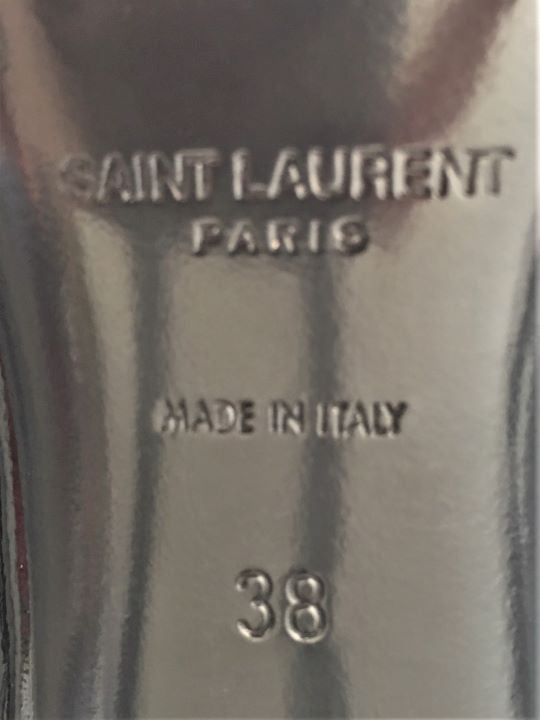 SAINT LAURENT
PARIS
MADE IN ITALY
38